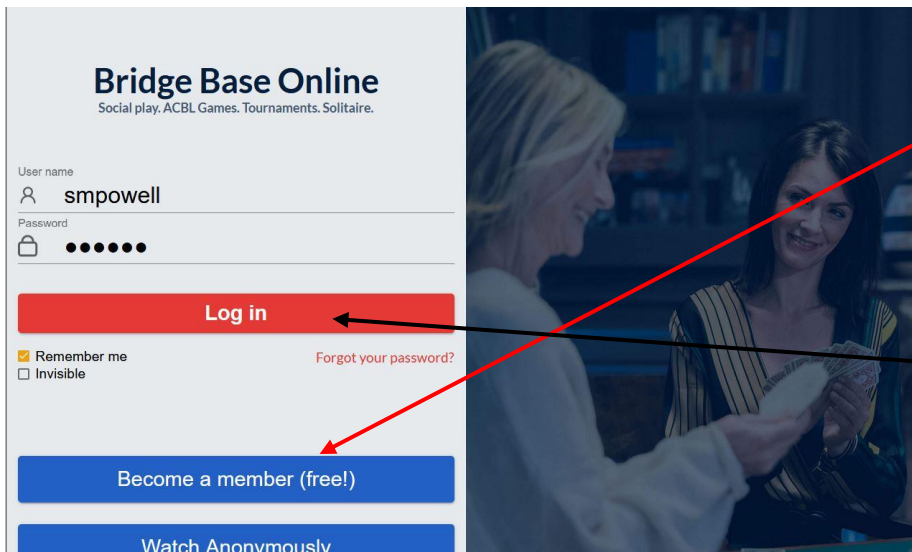 Bridge Base Online
Social play. ACBL Games. Tournaments. Solitaire.
User name
smpowell
Password
Log in
Remember me
Forgot your password?
Invisible
Become a member (free!)
Watch Anonymously